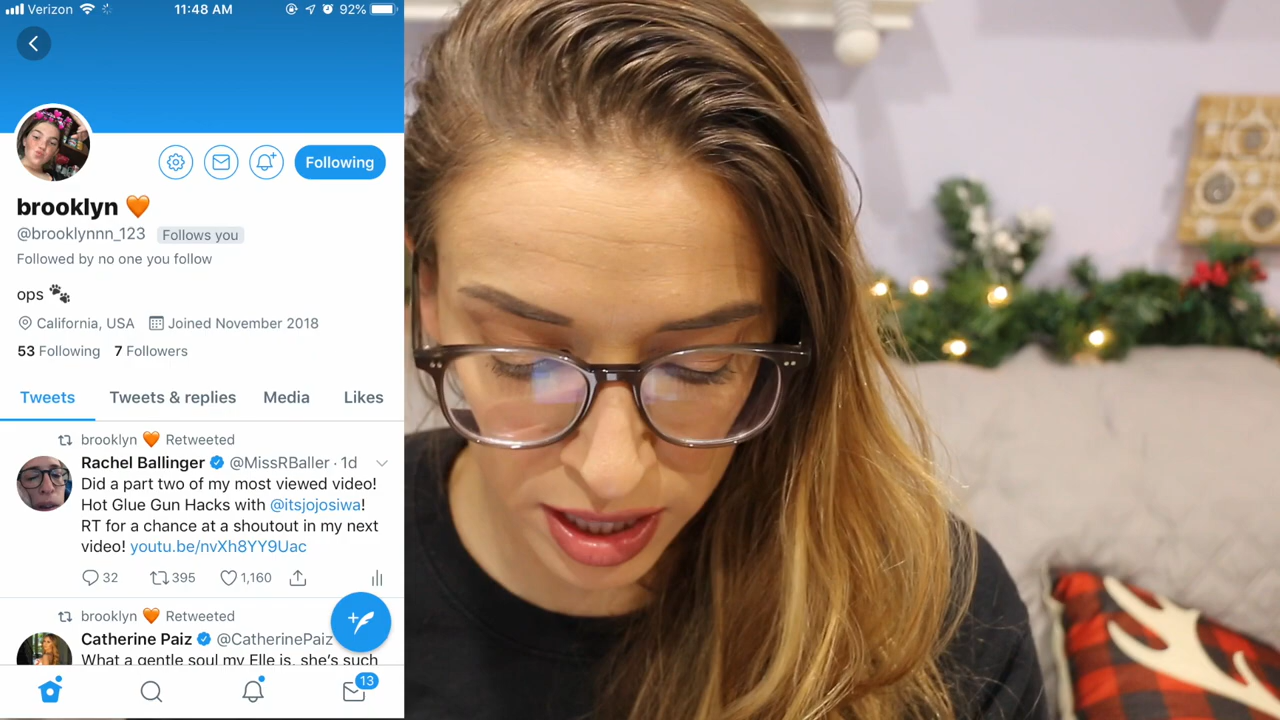 Verizon 11:48 AM 92%
Following
brooklyn 🧡
@brooklynnn_123 Follows you
Followed by no one you follow
ops 🐾
California, USA Joined November 2018
53 Following 7 Followers
Tweets Tweets & replies Media Likes
brooklyn 🧡 Retweeted
Rachel Ballinger @MissRBaller · 1d
Did a part two of my most viewed video!
Hot Glue Gun Hacks with @itsjojosiwa!
RT for a chance at a shoutout in my next
video! youtu.be/nvXh8YY9Uac
32 395 1,160
brooklyn 🧡 Retweeted
Catherine Paiz @CatherinePaiz
What a gentle soul my Elle is, she's such
13